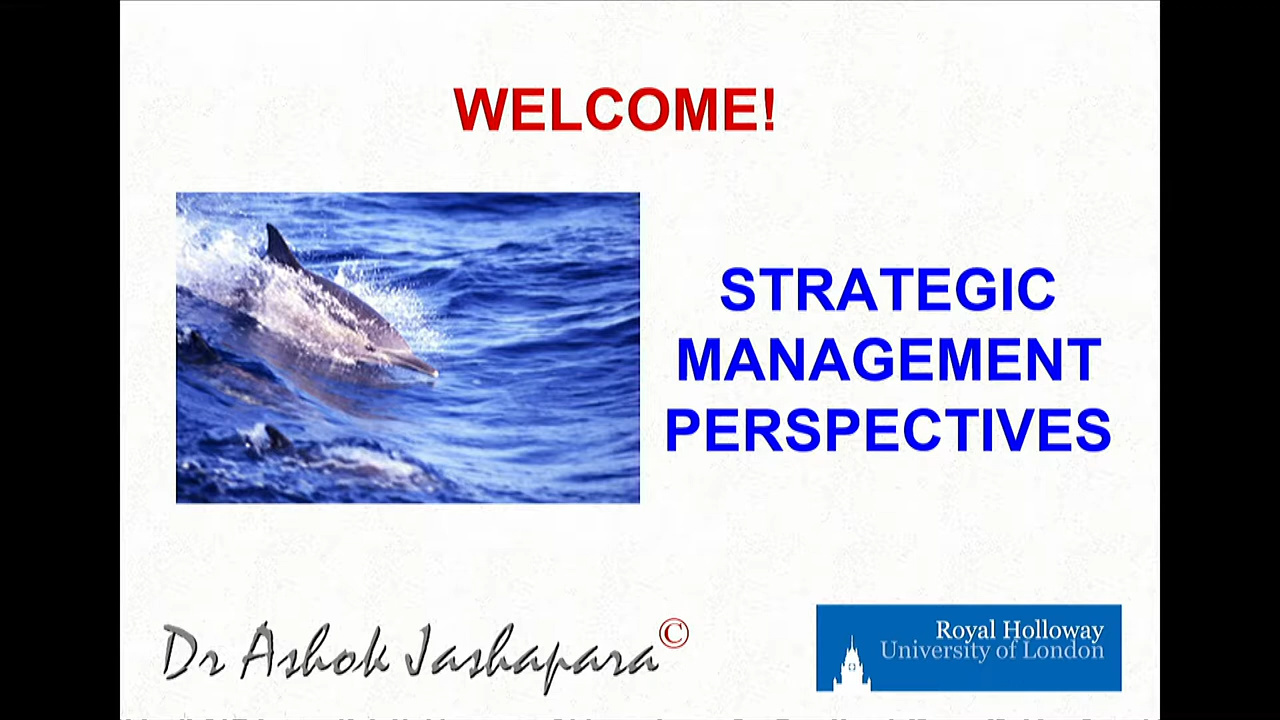 WELCOME!
STRATEGIC
MANAGEMENT
PERSPECTIVES
Dr Ashok Jashapara©
Royal Holloway
University of London